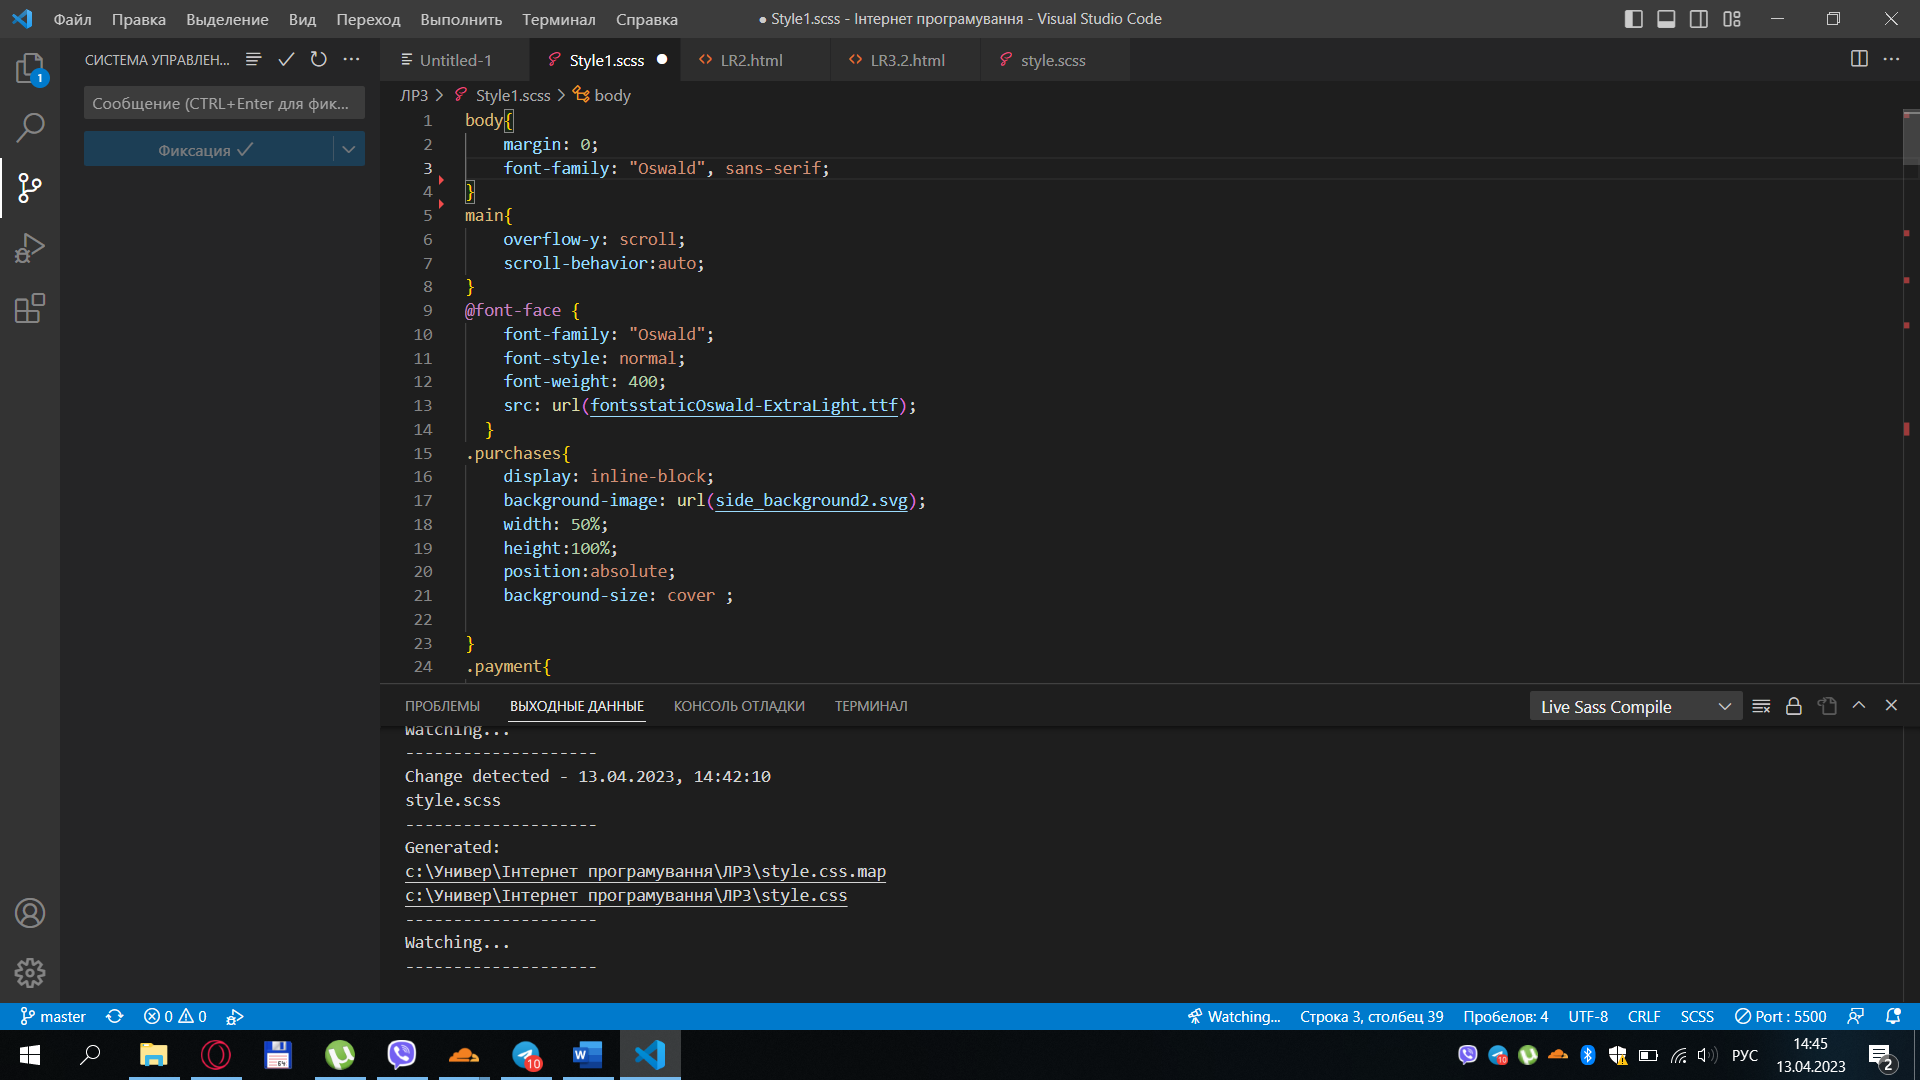 Файл Правка Выделение Вид Переход Выполнить Терминал Справка ● Style1.scss - Інтернет програмування - Visual Studio Code
СИСТЕМА УПРАВЛЕН...
Untitled-1 Style1.scss LR2.html LR3.2.html style.scss
1
Сообщение (CTRL+Enter для фик...
Фиксация
ЛР3 > Style1.scss > body
1 body{
2 margin: 0;
3 font-family: "Oswald", sans-serif;
4 }
5 main{
6 overflow-y: scroll;
7 scroll-behavior:auto;
8 }
9 @font-face {
10 font-family: "Oswald";
11 font-style: normal;
12 font-weight: 400;
13 src: url(fontsstaticOswald-ExtraLight.ttf);
14 }
15 .purchases{
16 display: inline-block;
17 background-image: url(side_background2.svg);
18 width: 50%;
19 height:100%;
20 position:absolute;
21 background-size: cover ;
22
23 }
24 .payment{
ПРОБЛЕМЫ ВЫХОДНЫЕ ДАННЫЕ КОНСОЛЬ ОТЛАДКИ ТЕРМИНАЛ Live Sass Compile
Watching...
--------------------
Change detected - 13.04.2023, 14:42:10
style.scss
--------------------
Generated:
c:\Универ\Інтернет програмування\ЛР3\style.css.map
c:\Универ\Інтернет програмування\ЛР3\style.css
--------------------
Watching...
--------------------
master 0 0 Watching... Строка 3, столбец 39 Пробелов: 4 UTF-8 CRLF SCSS Port : 5500
64 10 W 10 РУС 14:45
13.04.2023 2